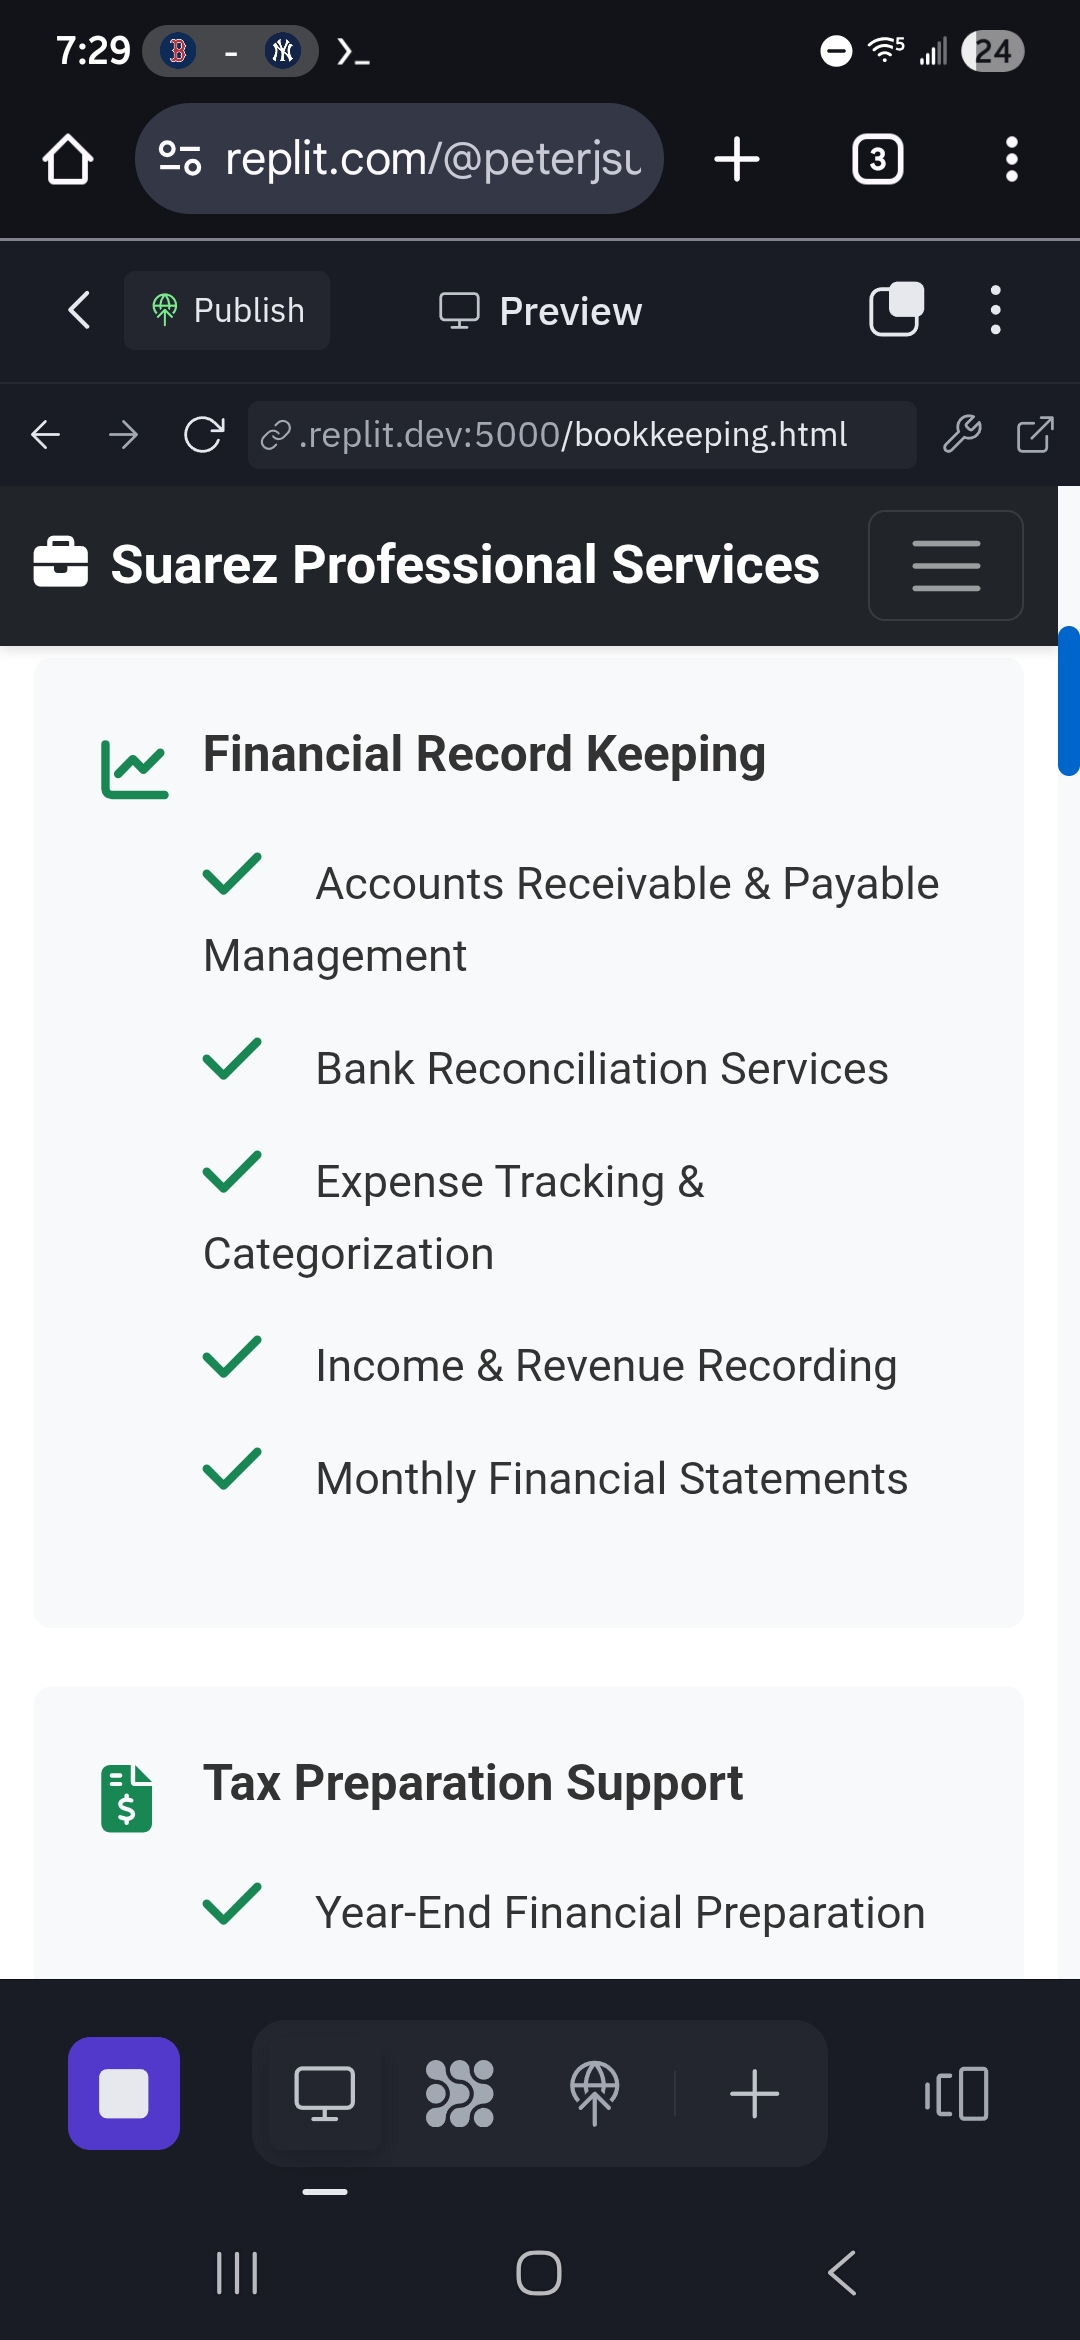 7:29 - 24
replit.com/@peterjsu
3
Publish
Preview
.replit.dev:5000/bookkeeping.html
Suarez Professional Services
Financial Record Keeping
Accounts Receivable & Payable
Management
Bank Reconciliation Services
Expense Tracking &
Categorization
Income & Revenue Recording
Monthly Financial Statements
Tax Preparation Support
Year-End Financial Preparation